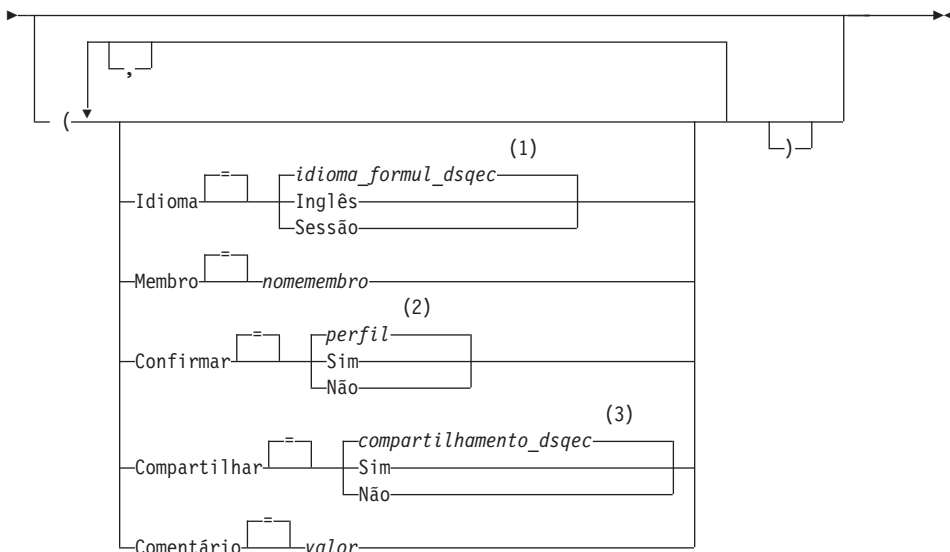 ,
(
)
(1)
=
idioma_formul_dsqec
Idioma
Inglês
Sessão
=
Membro
nomemembro
(2)
=
perfil
Confirmar
Sim
Não
(3)
=
compartilhamento_dsqec
Compartilhar
Sim
Não
=
Comentário
valor